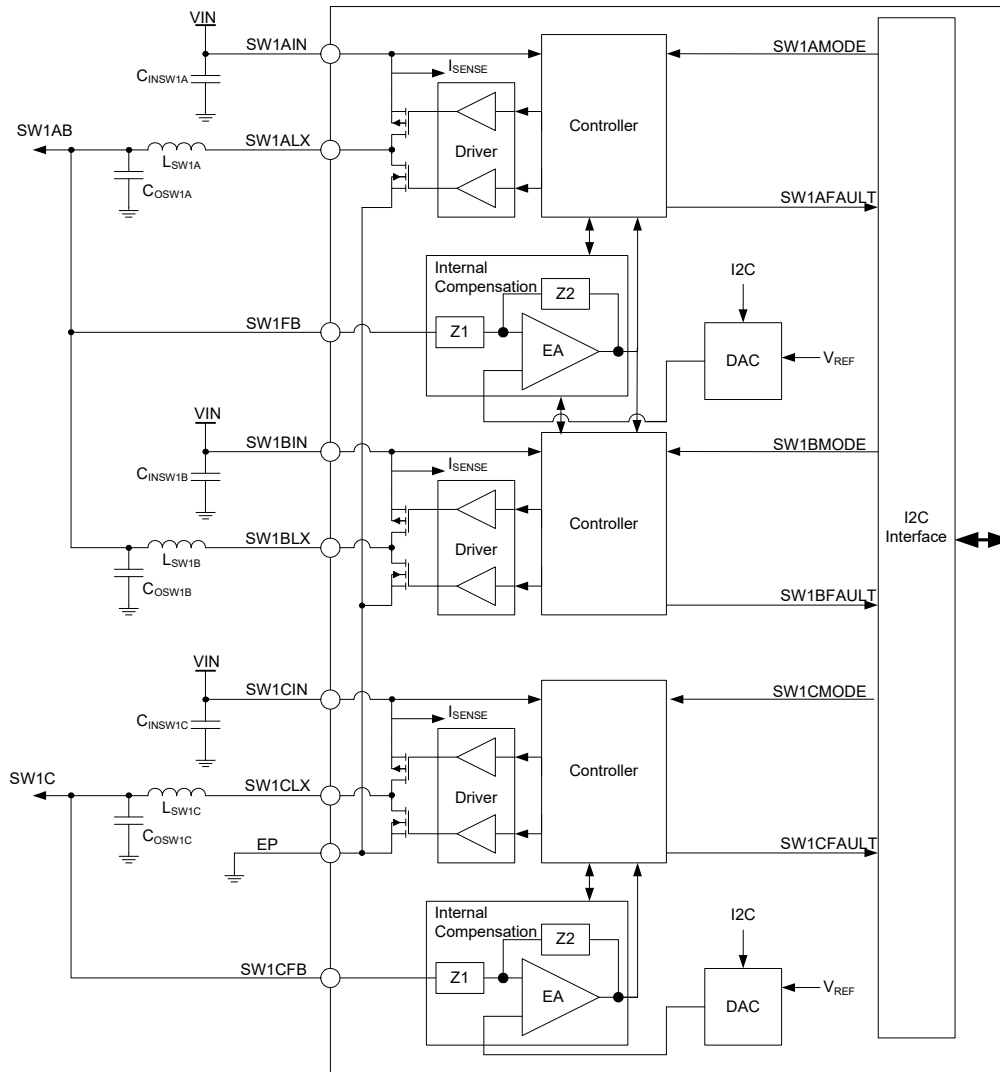 VIN
SW1AIN
SW1AMODE
ISENSE
CINSW1A
Controller
SW1AB
SW1ALX
Driver
LSW1A
COSW1A
SW1AFAULT
Internal
Compensation
I2C
Z2
SW1FB
Z1
EA
DAC
VREF
VIN
SW1BIN
SW1BMODE
ISENSE
CINSW1B
Controller
I2C
Interface
SW1BLX
Driver
LSW1B
COSW1B
SW1BFAULT
VIN
SW1CIN
SW1CMODE
ISENSE
CINSW1C
Controller
SW1C
SW1CLX
Driver
LSW1C
COSW1C
EP
SW1CFAULT
Internal
Compensation
I2C
Z2
SW1CFB
Z1
EA
DAC
VREF